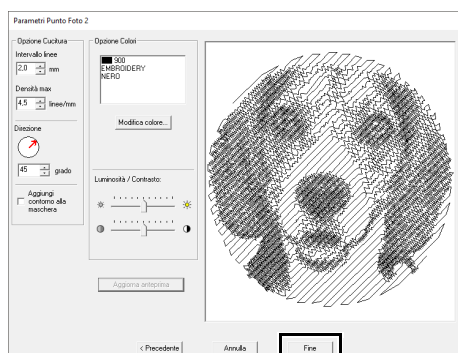 Parametri Punto Foto 2
Opzione Cucitura
Intervallo linee
2,0 mm
Densità max
4,5 linee/mm
Direzione
45 grado
Aggiungi
contorno alla
maschera
Opzione Colori
900
EMBROIDERY
NERO
Modifica colore...
Luminosità / Contrasto:
Aggiorna anteprima
< Precedente
Annulla
Fine